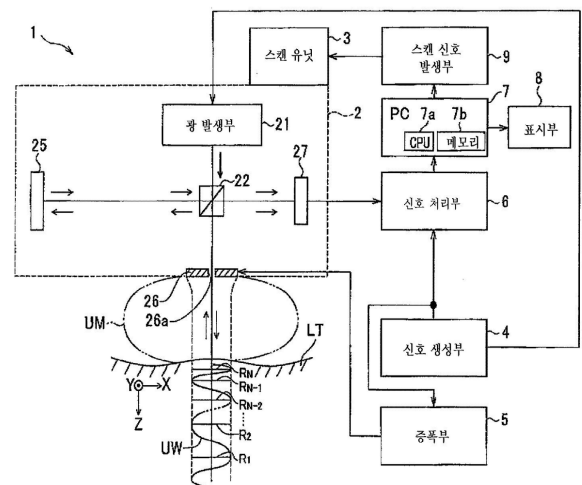 1
스캔 유닛
3
스캔 신호
발생부
9
7
PC
7a
7b
CPU
메모리
8
표시부
광 발생부
21
2
25
22
27
신호 처리부
6
26
26a
UM
LT
Y
X
Z
RN
RN-1
RN-2
R2
R1
UW
신호 생성부
4
증폭부
5